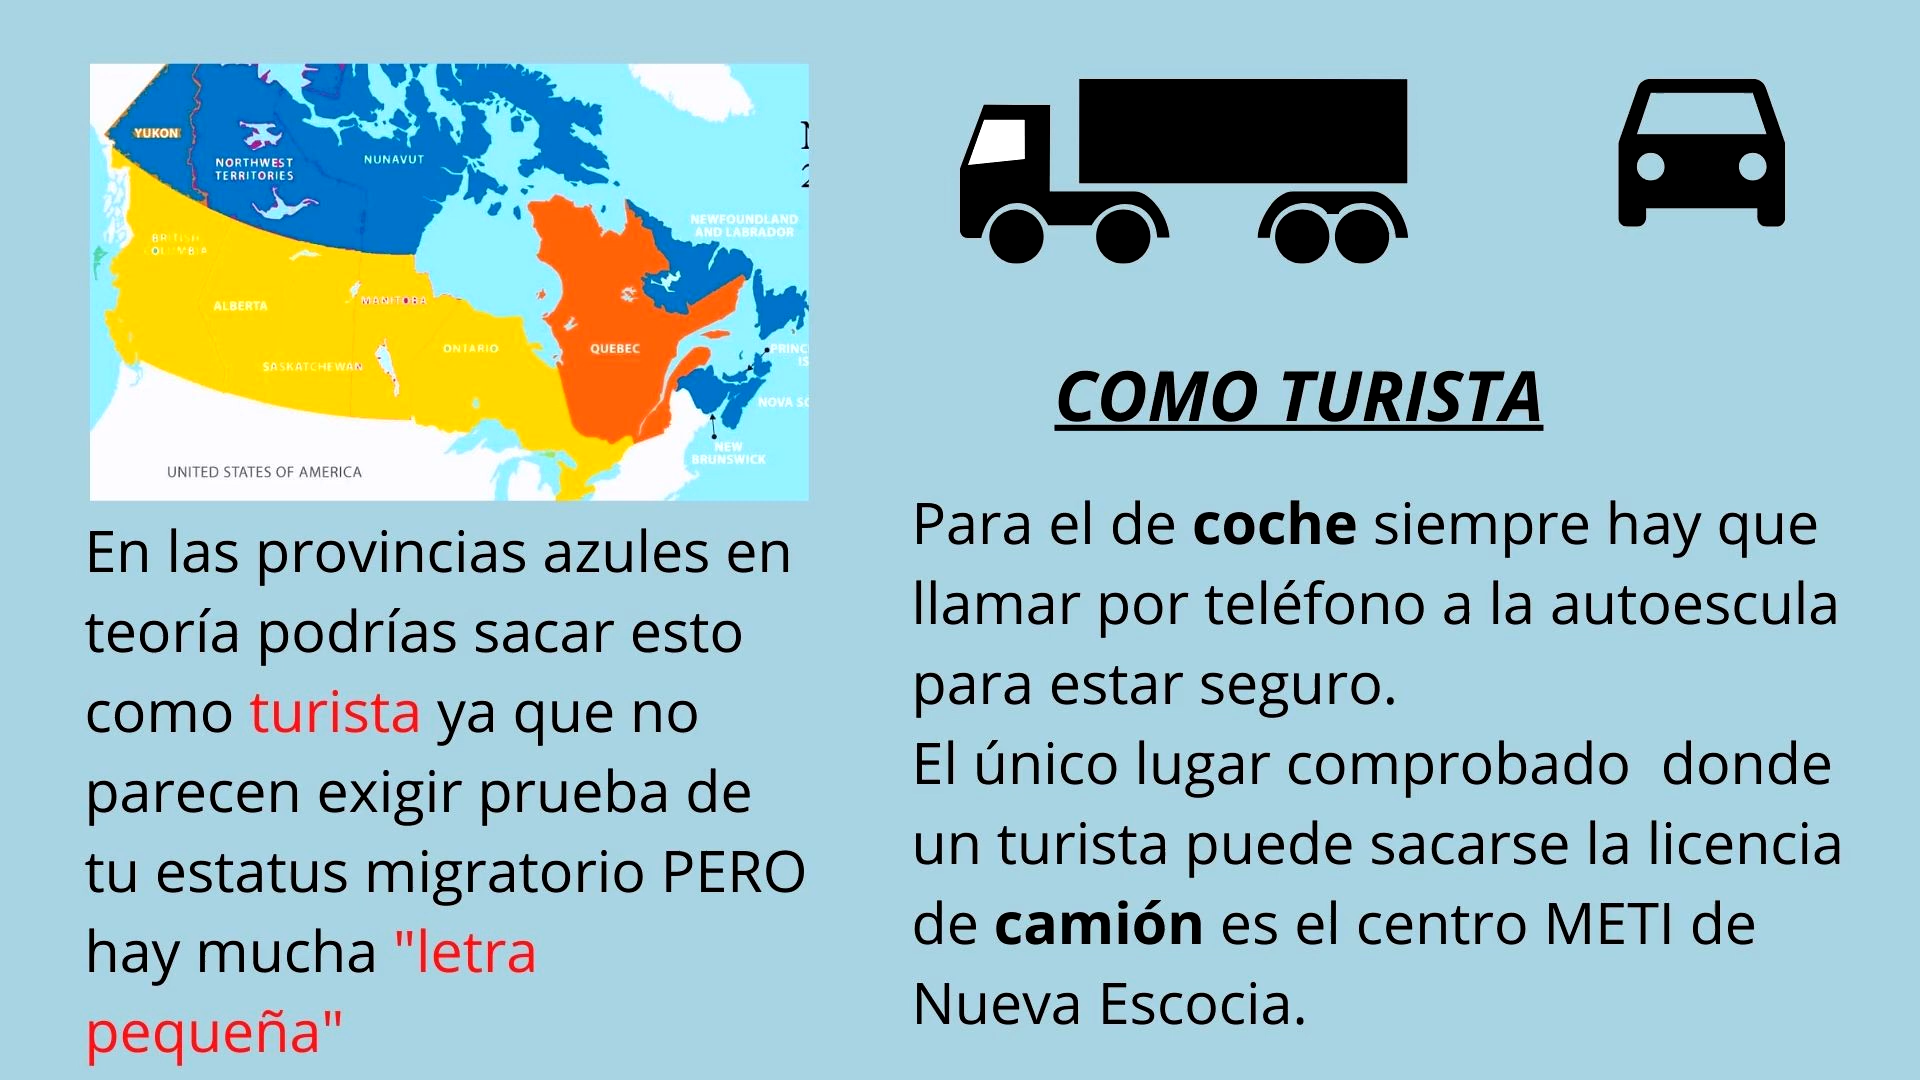 YUKON
NORTHWEST
TERRITORIES
NUNAVUT
BRITISH
COLUMBIA
ALBERTA
MANITOBA
SASKATCHEWAN
ONTARIO
QUEBEC
NEWFOUNDLAND
AND LABRADOR
NEW
BRUNSWICK
UNITED STATES OF AMERICA
En las provincias azules en
teoría podrías sacar esto
como turista ya que no
parecen exigir prueba de
tu estatus migratorio PERO
hay mucha "letra
pequeña"
COMO TURISTA
Para el de coche siempre hay que
llamar por teléfono a la autoescula
para estar seguro.
El único lugar comprobado donde
un turista puede sacarse la licencia
de camión es el centro METI de
Nueva Escocia.